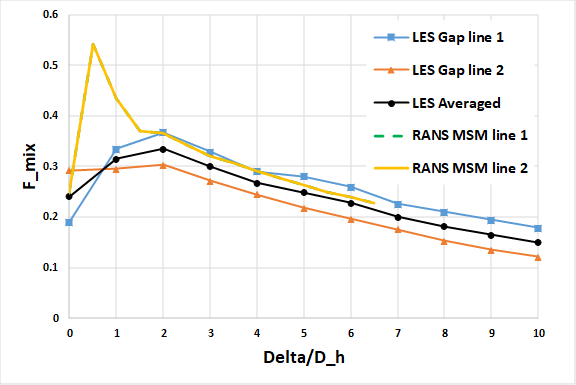 0.6
0.5
0.4
0.3
0.2
0.1
0
F_mix
0 1 2 3 4 5 6 7 8 9 10
Delta/D_h
LES Gap line 1
LES Gap line 2
LES Averaged
RANS MSM line 1
RANS MSM line 2